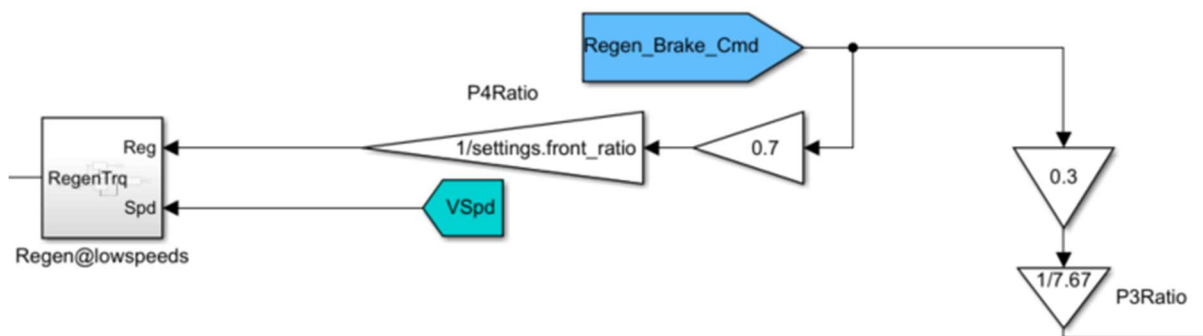 Regen_Brake_Cmd
P4Ratio
Reg
1/settings.front_ratio
0.7
0.3
RegenTrq
Spd
VSpd
Regen@lowspeeds
1/7.67
P3Ratio